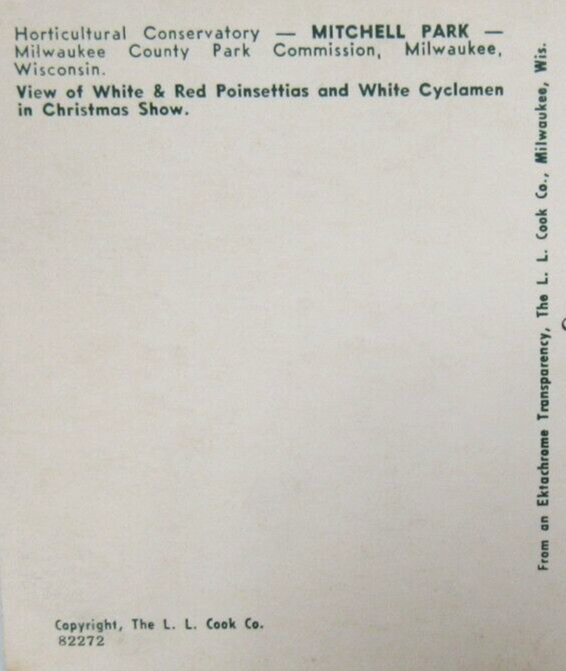 Horticultural Conservatory — MITCHELL PARK —
Milwaukee County Park Commission, Milwaukee,
Wisconsin.
View of White & Red Poinsettias and White Cyclamen
in Christmas Show.
From an Ektachrome Transparency, The L. L. Cook Co., Milwaukee, Wis.
Copyright, The L. L. Cook Co.
82272